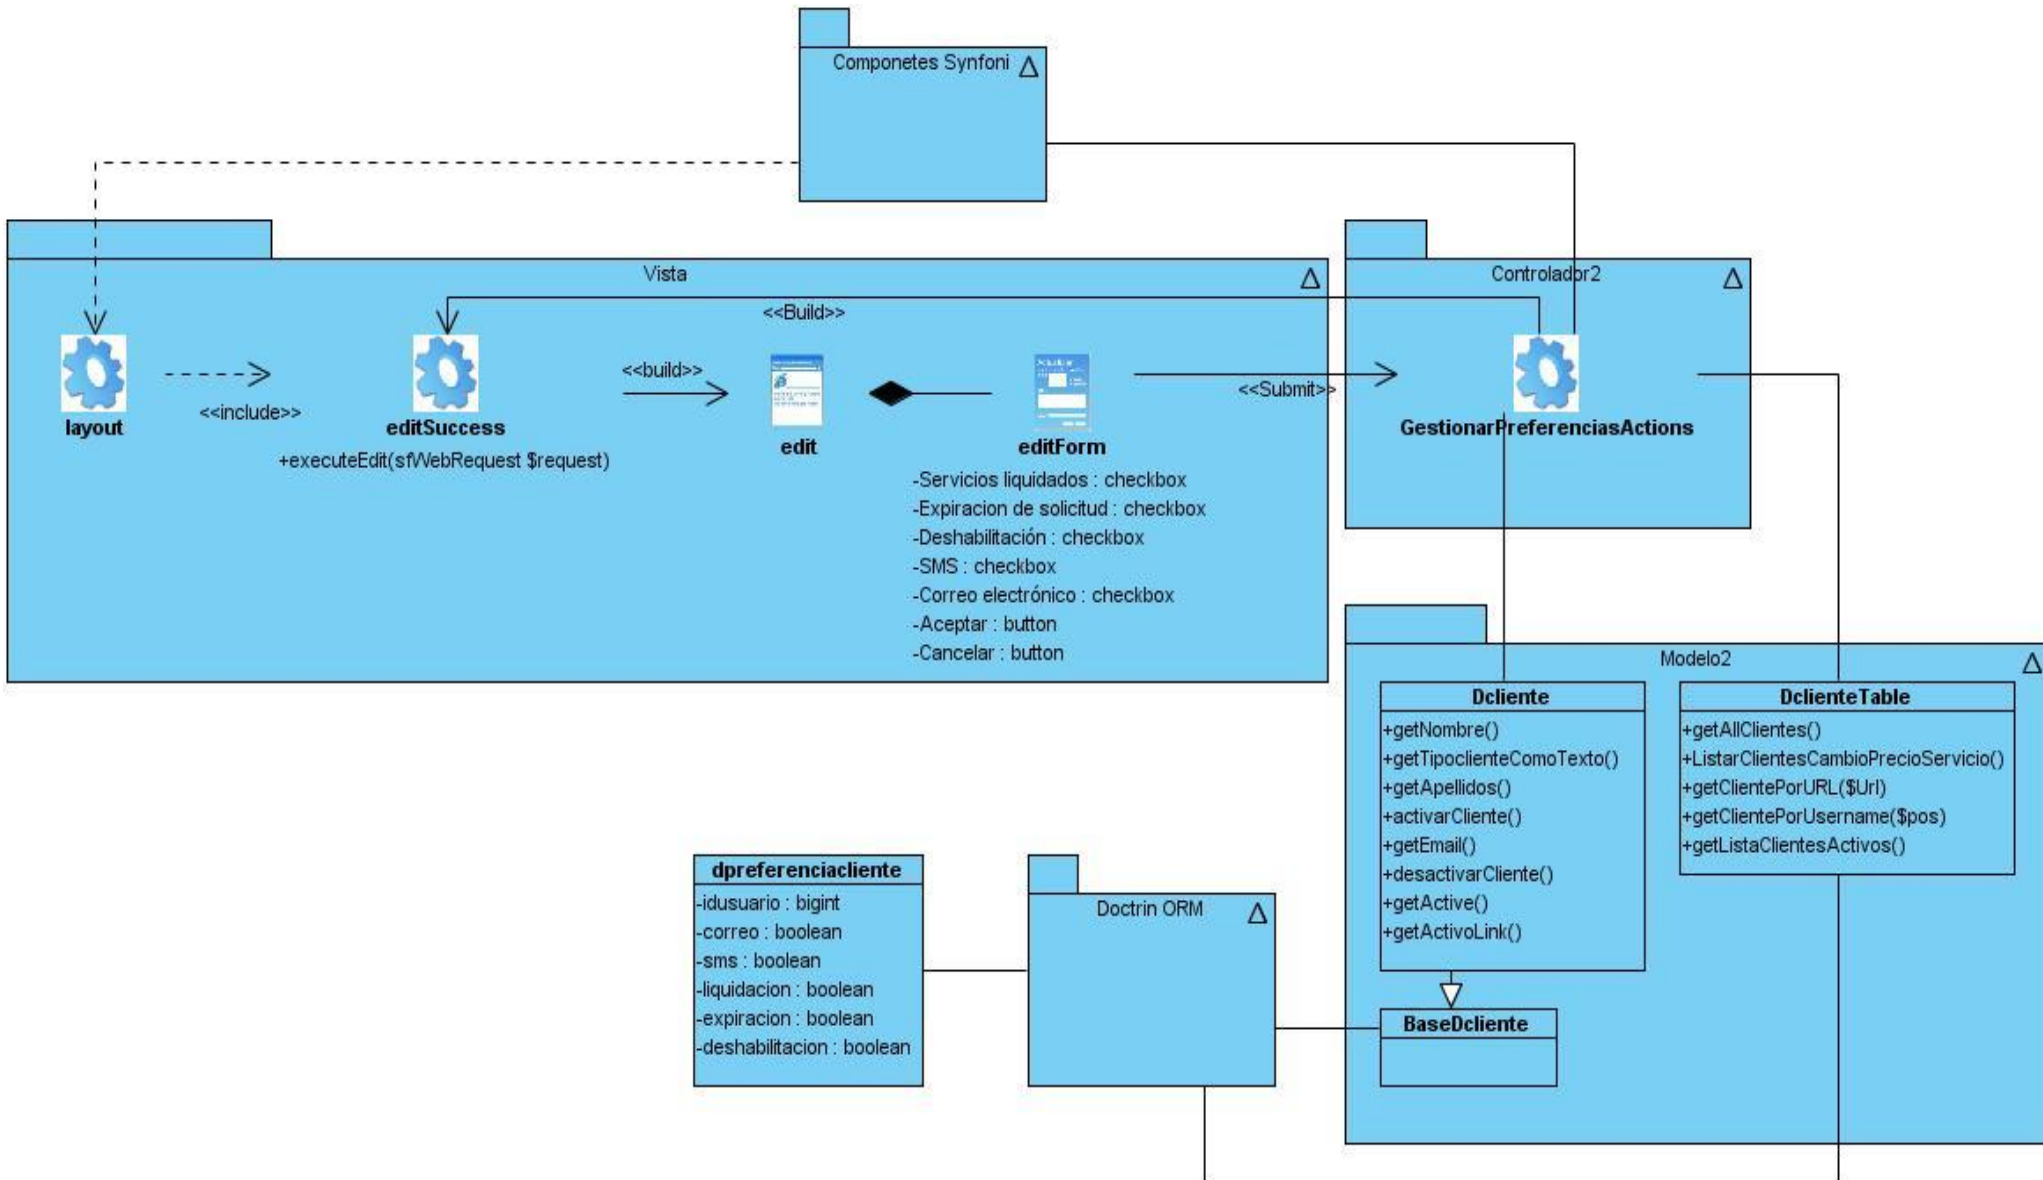 Componetes Synfoni
Vista
Controlador2
<<Build>>
<<build>>
<<include>>
<<Submit>>
layout
editSuccess
+executeEdit(sfWebRequest $request)
edit
editForm
-Servicios liquidados : checkbox
-Expiracion de solicitud : checkbox
-Deshabilitación : checkbox
-SMS : checkbox
-Correo electrónico : checkbox
-Aceptar : button
-Cancelar : button
GestionarPreferenciasActions
Modelo2
Dcliente
+getNombre()
+getTipoclienteComoTexto()
+getApellidos()
+activarCliente()
+getEmail()
+desactivarCliente()
+getActive()
+getActivoLink()
DclienteTable
+getAllClientes()
+ListarClientesCambioPrecioServicio()
+getClientePorURL($Url)
+getClientePorUsername($pos)
+getListaClientesActivos()
dpreferenciacliente
-idusuario : bigint
-correo : boolean
-sms : boolean
-liquidacion : boolean
-expiracion : boolean
-deshabilitacion : boolean
Doctrin ORM
BaseDcliente